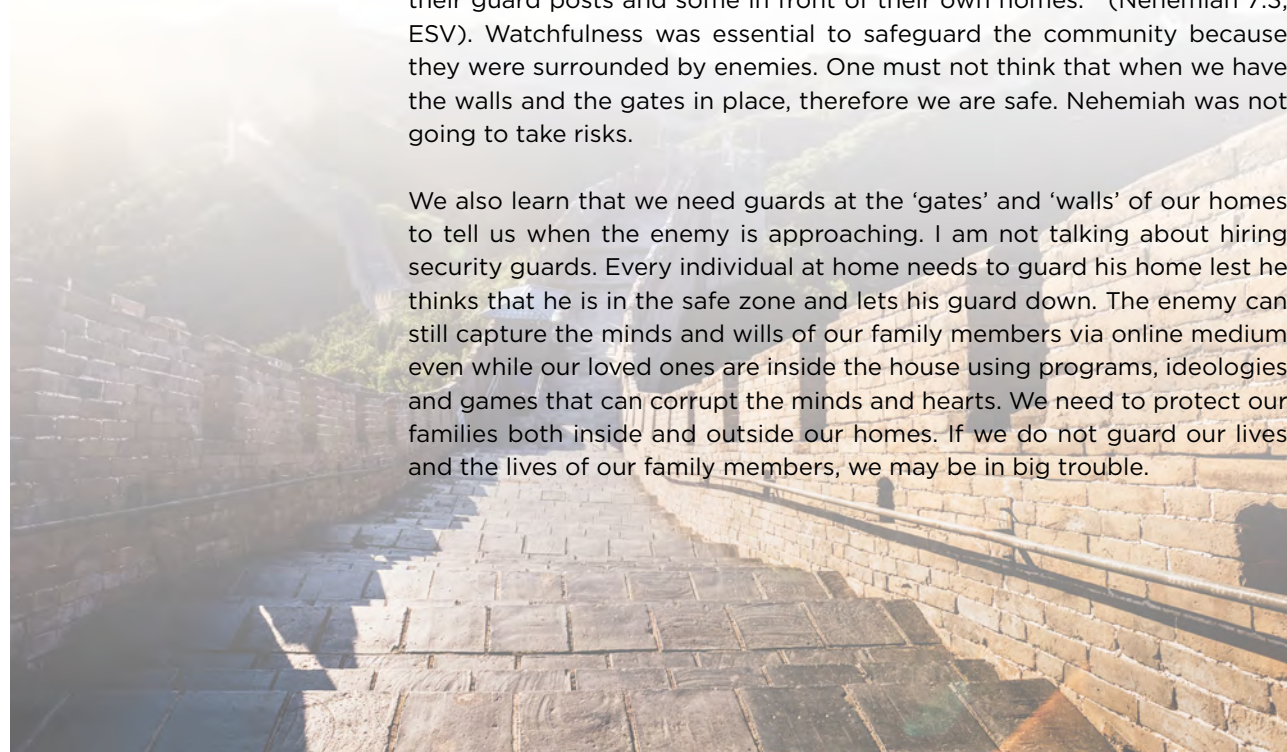 their guard posts and some in front of their own homes.” (Nehemiah 7:3,
ESV). Watchfulness was essential to safeguard the community because
they were surrounded by enemies. One must not think that when we have
the walls and the gates in place, therefore we are safe. Nehemiah was not
going to take risks.
We also learn that we need guards at the ‘gates’ and ‘walls’ of our homes
to tell us when the enemy is approaching. I am not talking about hiring
security guards. Every individual at home needs to guard his home lest he
thinks that he is in the safe zone and lets his guard down. The enemy can
still capture the minds and wills of our family members via online medium
even while our loved ones are inside the house using programs, ideologies
and games that can corrupt the minds and hearts. We need to protect our
families both inside and outside our homes. If we do not guard our lives
and the lives of our family members, we may be in big trouble.